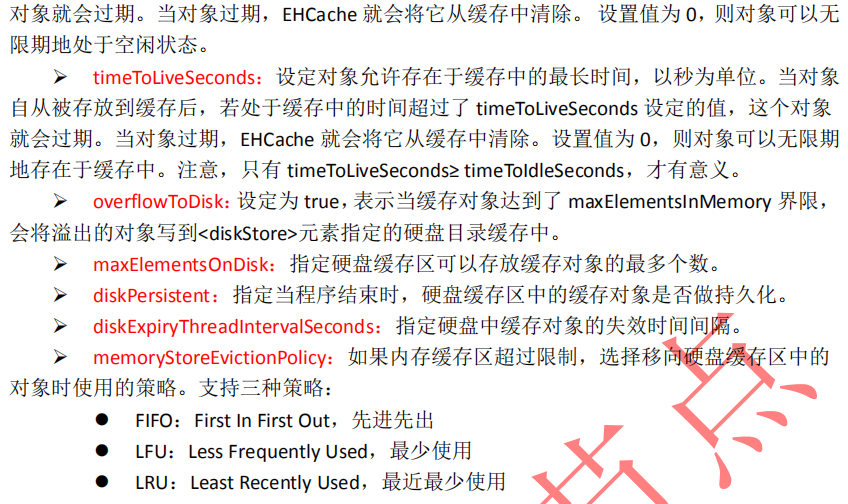 对象就会过期。当对象过期，EHCache 就会将它从缓存中清除。 设置值为 0，则对象可以无
限期地处于空闲状态。
➢ timeToLiveSeconds：设定对象允许存在于缓存中的最长时间，以秒为单位。当对象
自从被存放到缓存后，若处于缓存中的时间超过了 timeToLiveSeconds 设定的值，这个对象
就会过期。当对象过期，EHCache 就会将它从缓存中清除。设置值为 0，则对象可以无限期
地存在于缓存中。注意，只有 timeToLiveSeconds≥ timeToIdleSeconds，才有意义。
➢ overflowToDisk：设定为 true，表示当缓存对象达到了 maxElementsInMemory 界限，
会将溢出的对象写到<diskStore>元素指定的硬盘目录缓存中。
➢ maxElementsOnDisk：指定硬盘缓存区可以存放缓存对象的最多个数。
➢ diskPersistent：指定当程序结束时，硬盘缓存区中的缓存对象是否做持久化。
➢ diskExpiryThreadIntervalSeconds：指定硬盘中缓存对象的失效时间间隔。
➢ memoryStoreEvictionPolicy：如果内存缓存区超过限制，选择移向硬盘缓存区中的
对象时使用的策略。支持三种策略：
● FIFO：First In First Out，先进先出
● LFU：Less Frequently Used，最少使用
● LRU：Least Recently Used，最近最少使用
点